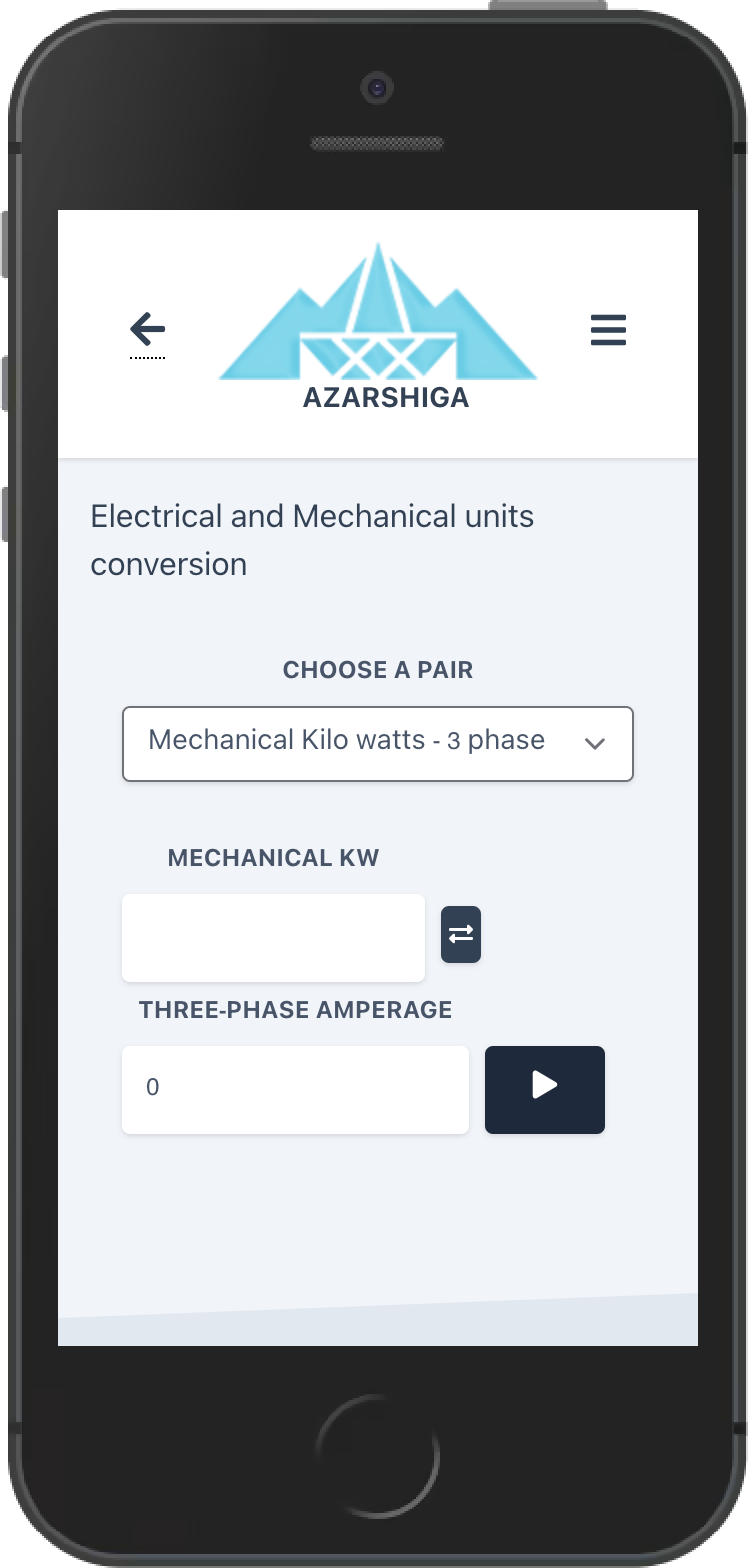 AZARSHIGA
Electrical and Mechanical units
conversion
CHOOSE A PAIR
Mechanical Kilo watts - 3 phase
MECHANICAL KW
THREE-PHASE AMPERAGE
0